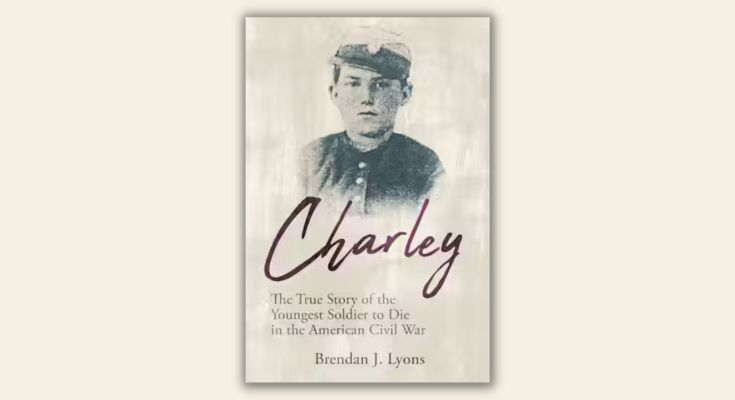 Charley
The True Story of the
Youngest Soldier to Die
in the American Civil War
Brendan J. Lyons